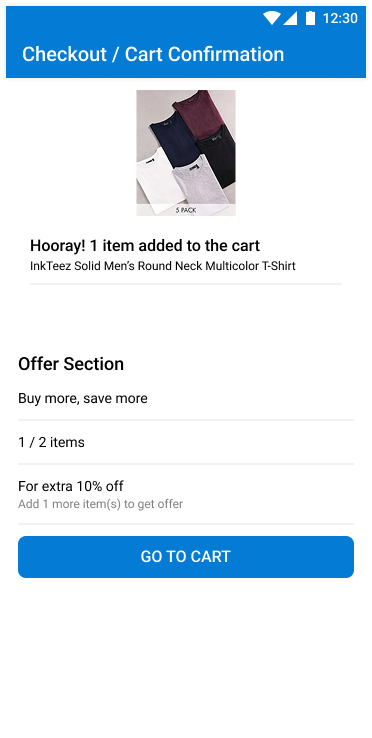 12:30
Checkout / Cart Confirmation
5 PACK
Hooray! 1 item added to the cart
InkTeez Solid Men's Round Neck Multicolor T-Shirt
Offer Section
Buy more, save more
1 / 2 items
For extra 10% off
Add 1 more item(s) to get offer
GO TO CART